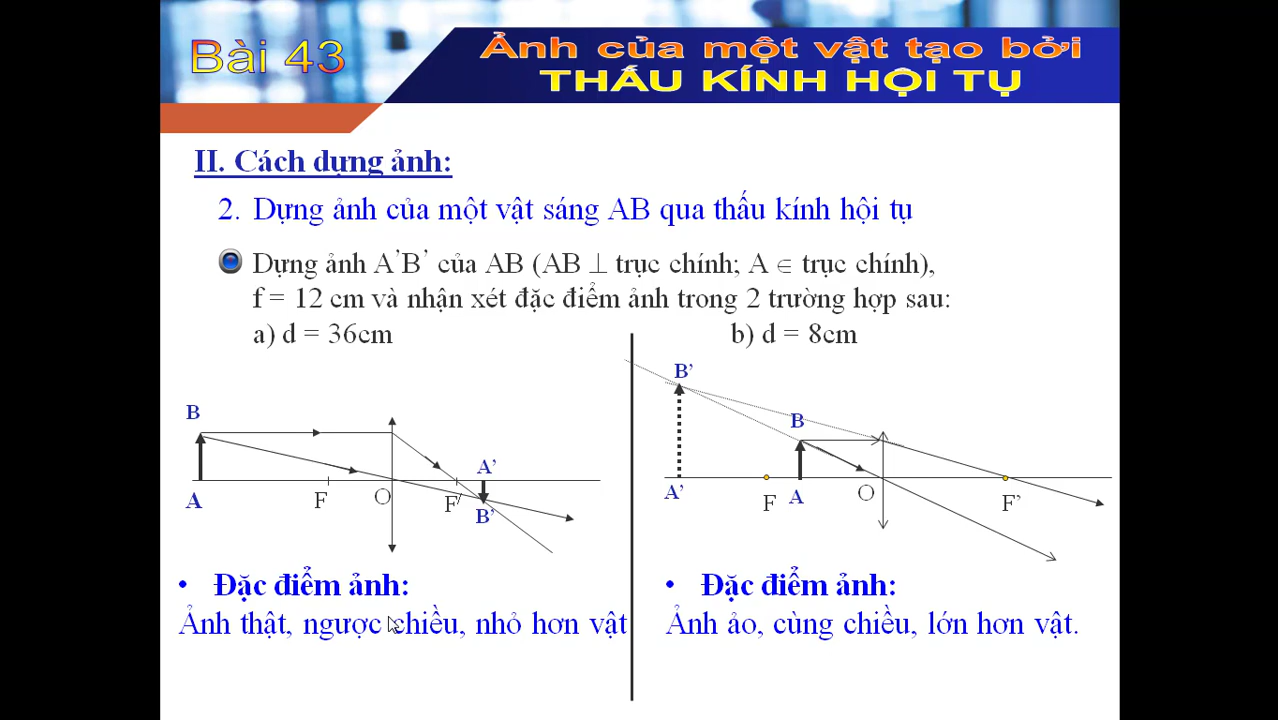 Bài 43
Ảnh của một vật tạo bởi
THẤU KÍNH HỘI TỤ
II. Cách dựng ảnh:
2. Dựng ảnh của một vật sáng AB qua thấu kính hội tụ
Dựng ảnh A’B’ của AB (AB ⊥ trục chính; A ∈ trục chính),
f = 12 cm và nhận xét đặc điểm ảnh trong 2 trường hợp sau:
a) d = 36cm
b) d = 8cm
B
A
F
O
F'
A’
B’
B’
B
A’
F
A
O
F’
• Đặc điểm ảnh:
Ảnh thật, ngược chiều, nhỏ hơn vật
• Đặc điểm ảnh:
Ảnh ảo, cùng chiều, lớn hơn vật.